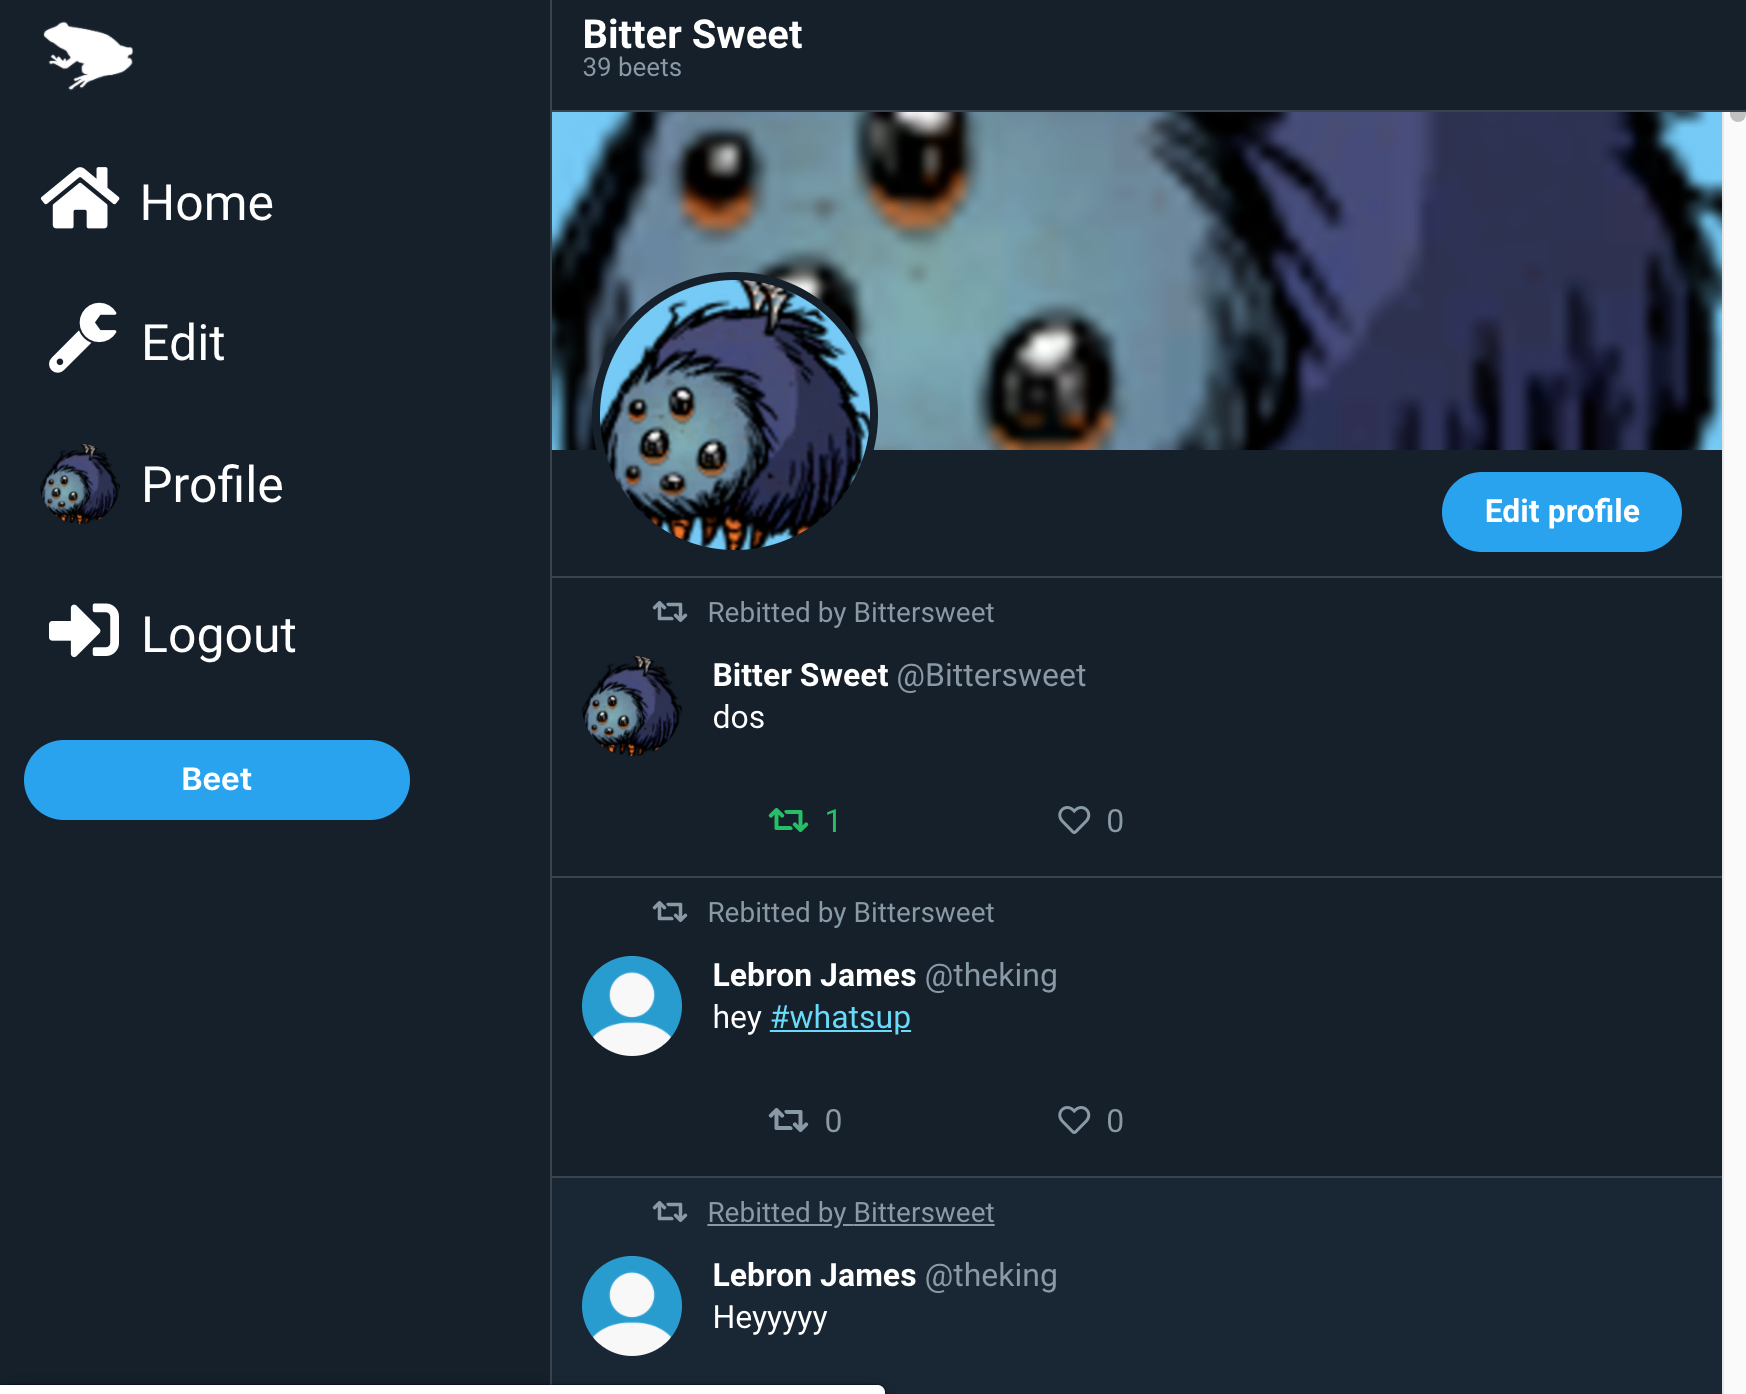 Bitter Sweet
39 beets
Home
Edit
Profile
Logout
Beet
Edit profile
Rebitted by Bittersweet
Bitter Sweet @Bittersweet
dos
1 0
Rebitted by Bittersweet
Lebron James @theking
hey #whatsup
0 0
Rebitted by Bittersweet
Lebron James @theking
Heyyyyy